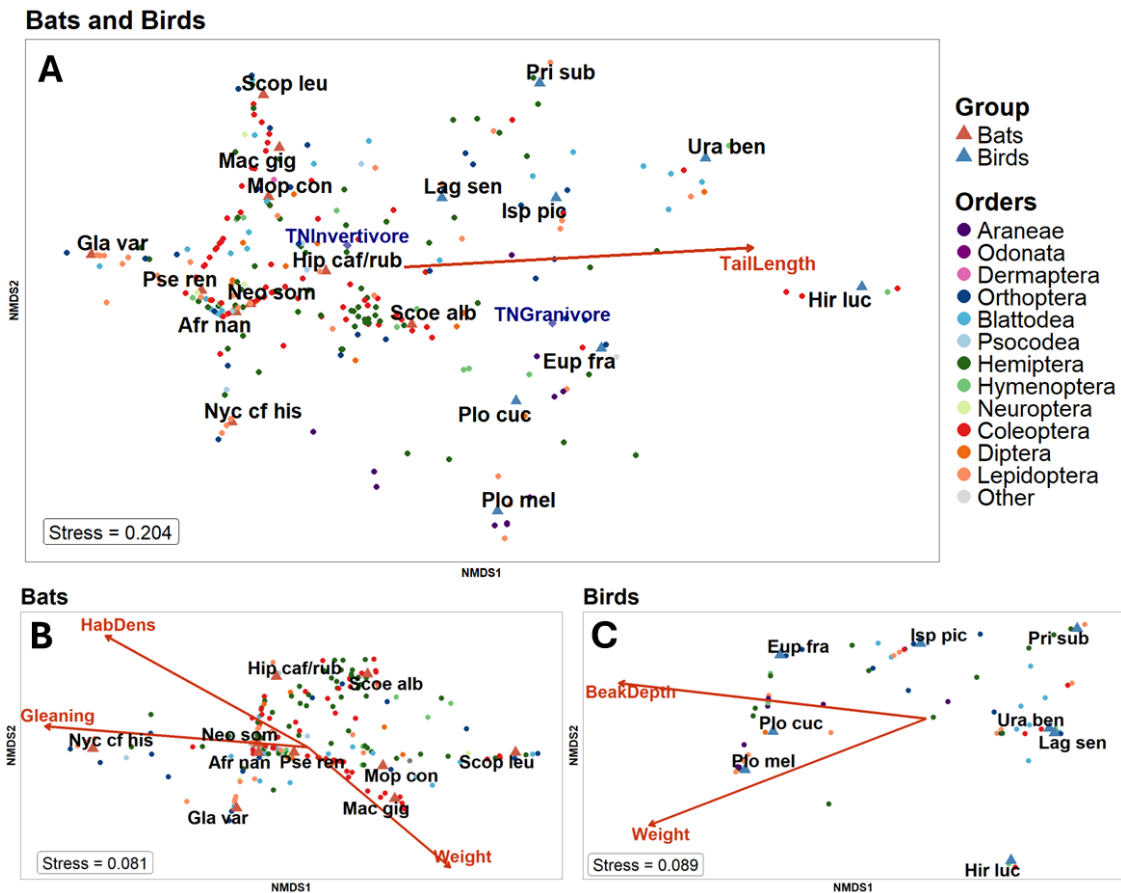 Bats and Birds
A
Scop leu
Pri sub
Mac gig
Mop con
Lag sen
Ura ben
Isp pic
Gla var
TNInvertivore
Hip caf/rub
TailLength
Pse ren
Neo som
Afr nan
Scoe alb
TNGranivore
Hir luc
Eup fra
Nyc cf his
Plo cuc
Plo mel
Stress = 0.204
NMDS2
NMDS1
Group
Bats
Birds
Orders
Araneae
Odonata
Dermaptera
Orthoptera
Blattodea
Psocodea
Hemiptera
Hymenoptera
Neuroptera
Coleoptera
Diptera
Lepidoptera
Other
Bats
B
HabDens
Hip caf/rub
Scoe alb
Gleaning
Nyc cf his
Neo som
Afr nan
Pse ren
Mop con
Scop leu
Gla var
Mac gig
Weight
Stress = 0.081
NMDS2
NMDS1
Birds
C
Eup fra
Isp pic
Pri sub
BeakDepth
Plo cuc
Ura ben
Lag sen
Plo mel
Weight
Hir luc
Stress = 0.089
NMDS2
NMDS1